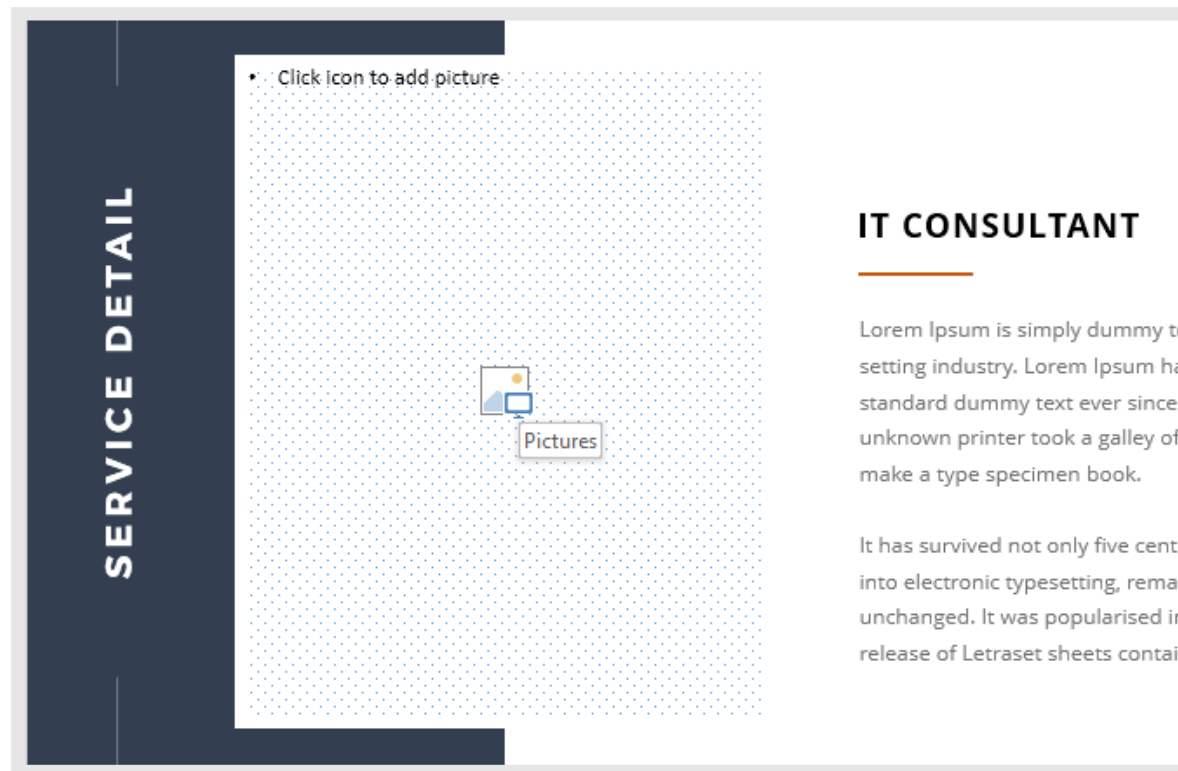 SERVICE DETAIL
• Click icon to add picture
Pictures
IT CONSULTANT
Lorem Ipsum is simply dummy
setting industry. Lorem Ipsum
standard dummy text ever since
unknown printer took a galley of
make a type specimen book.
It has survived not only five
into electronic typesetting,
unchanged. It was popularised
release of Letraset sheets